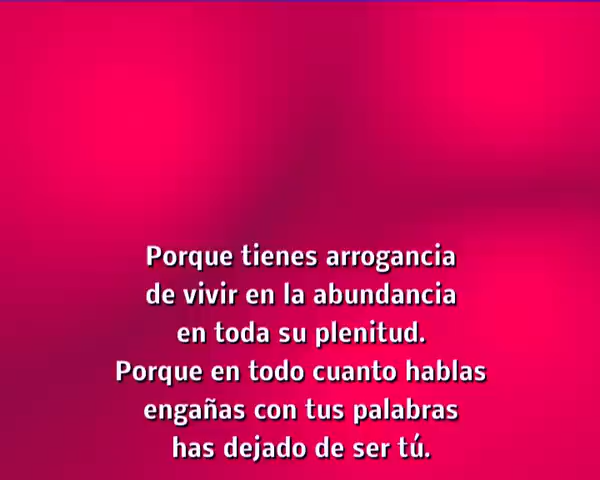 Porque tienes arrogancia
de vivir en la abundancia
en toda su plenitud.
Porque en todo cuanto hablas
engañas con tus palabras
has dejado de ser tú.